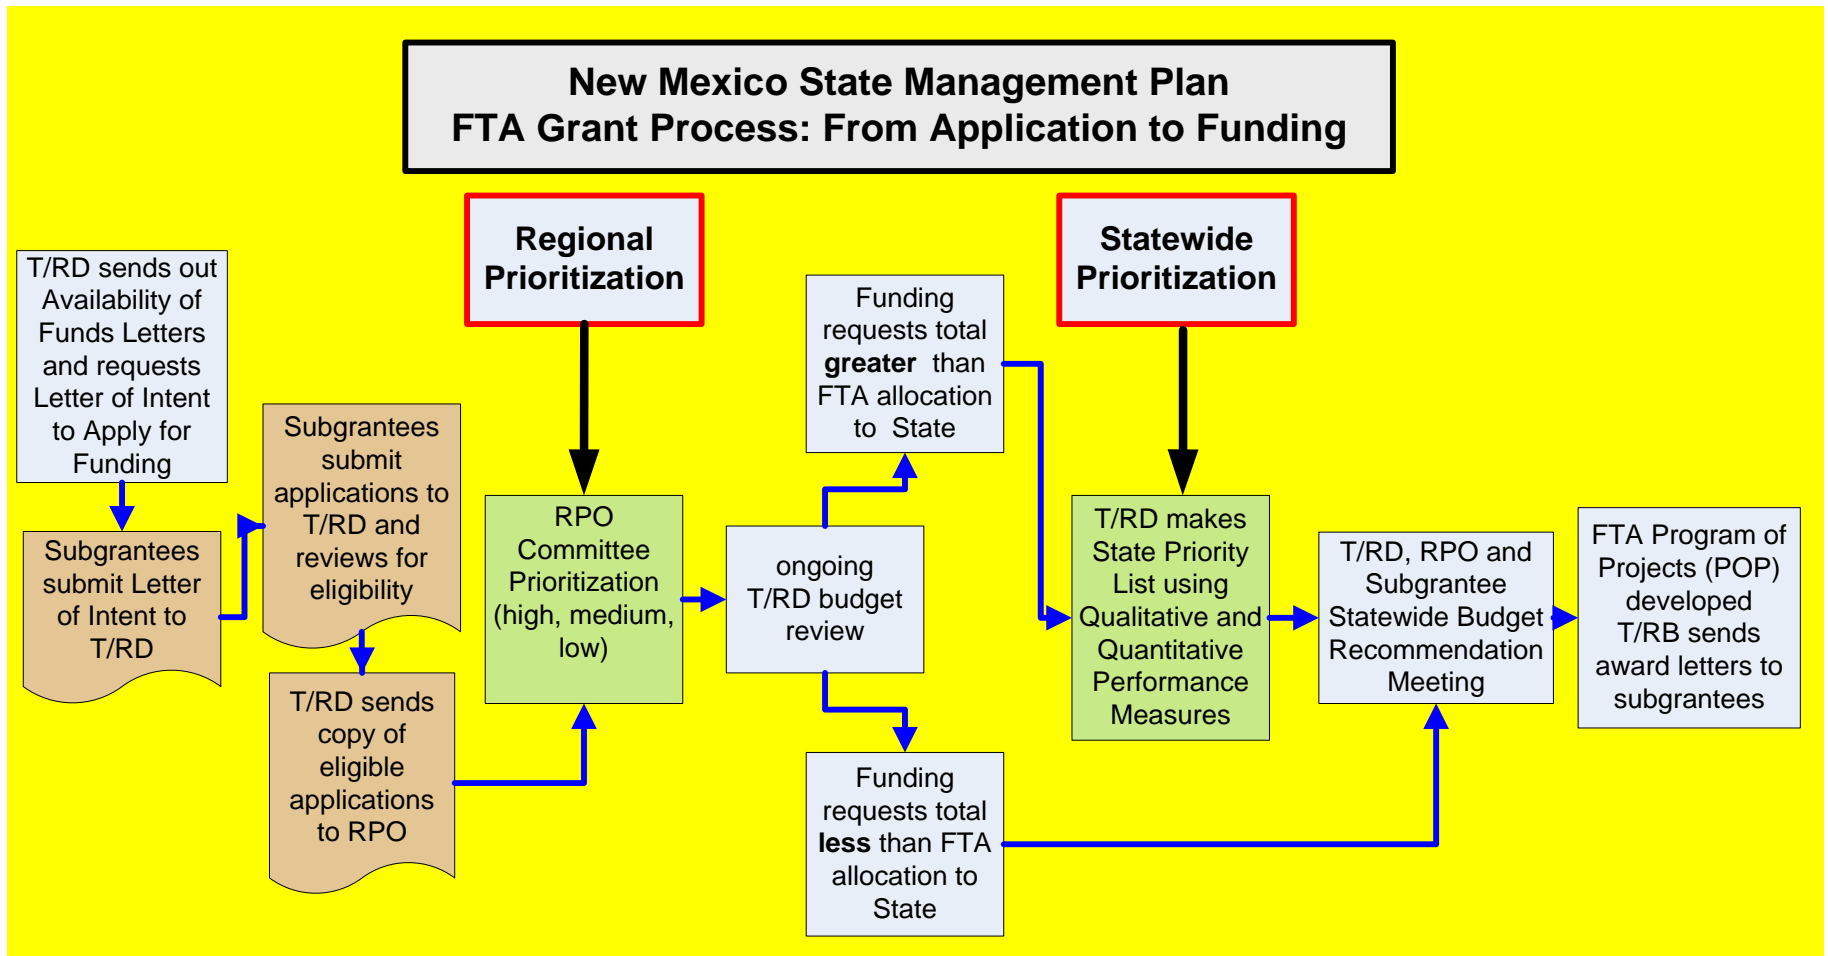 New Mexico State Management Plan
FTA Grant Process: From Application to Funding
Regional
Prioritization
Statewide
Prioritization
T/RD sends out
Availability of
Funds Letters
and requests
Letter of Intent
to Apply for
Funding
Subgrantees
submit Letter
of Intent to
T/RD
Subgrantees
submit
applications to
T/RD and
reviews for
eligibility
T/RD sends
copy of
eligible
applications
to RPO
RPO
Committee
Prioritization
(high, medium,
low)
ongoing
T/RD budget
review
Funding
requests total
greater than
FTA allocation
to State
Funding
requests total
less than FTA
allocation to
State
T/RD makes
State Priority
List using
Qualitative and
Quantitative
Performance
Measures
T/RD, RPO and
Subgrantee
Statewide Budget
Recommendation
Meeting
FTA Program of
Projects (POP)
developed
T/RB sends
award letters to
subgrantees